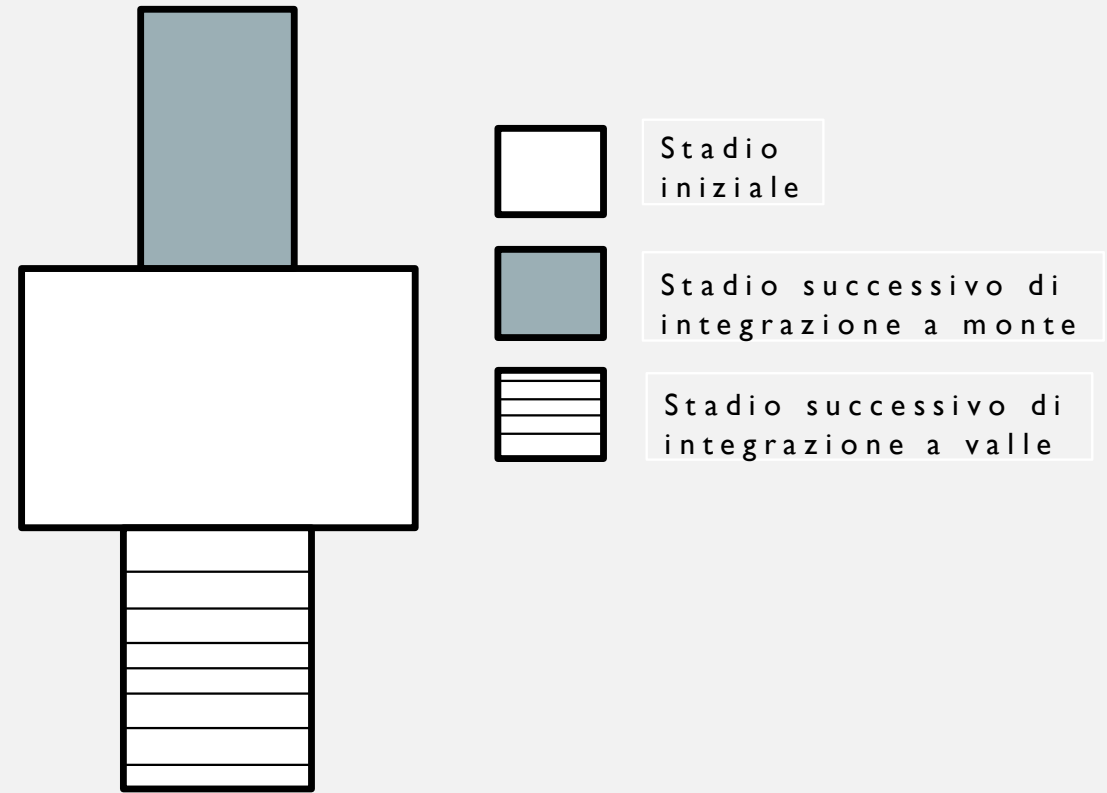 Stadio
iniziale
Stadio successivo di
integrazione a monte
Stadio successivo di
integrazione a valle